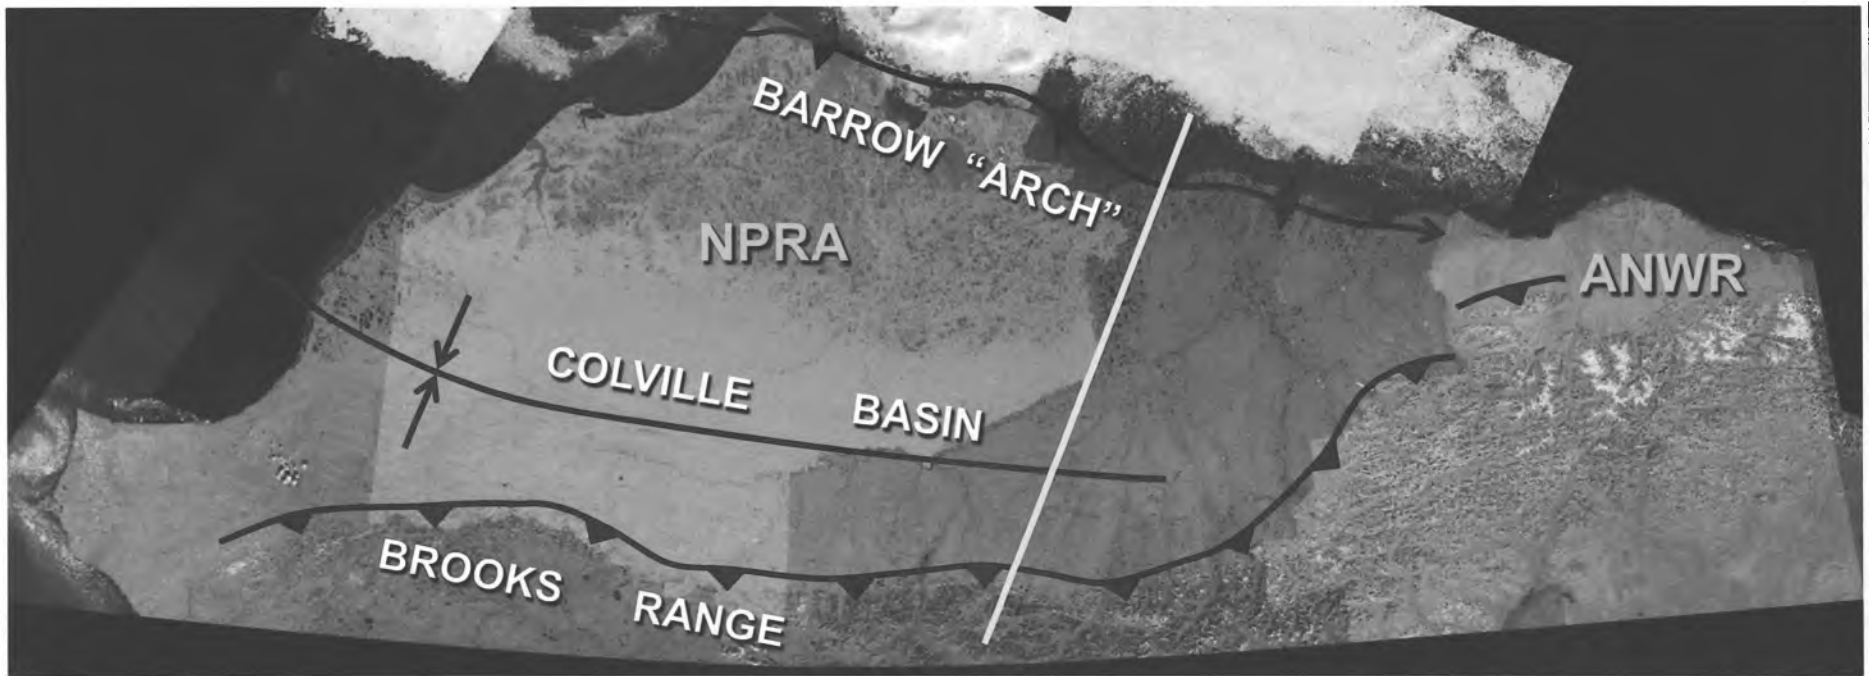 BARROW “ARCH”
NPRA
ANWR
COLVILLE BASIN
BROOKS RANGE